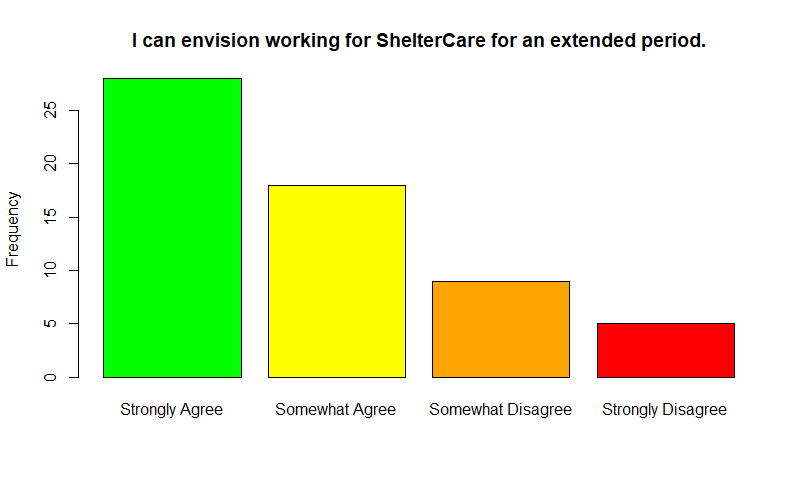 I can envision working for ShelterCare for an extended period.
Frequency
25
20
15
10
5
0
Strongly Agree Somewhat Agree Somewhat Disagree Strongly Disagree